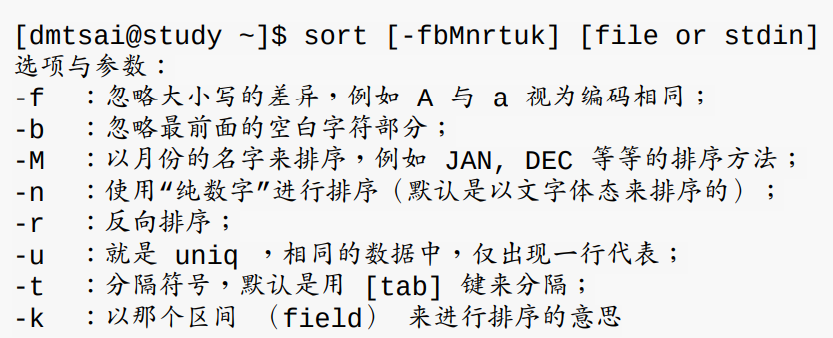 [dmtsai@study ~]$ sort [-fbMnrtuk] [file or stdin]
选项与参数：
-f ：忽略大小写的差异，例如 A 与 a 视为编码相同；
-b ：忽略最前面的空白字符部分；
-M ：以月份的名字来排序，例如 JAN, DEC 等等的排序方法；
-n ：使用“纯数字”进行排序（默认是以文字体态来排序的）；
-r ：反向排序；
-u ：就是 uniq ，相同的数据中，仅出现一行代表；
-t ：分隔符号，默认是用 [tab] 键来分隔；
-k ：以那个区间 （field） 来进行排序的意思